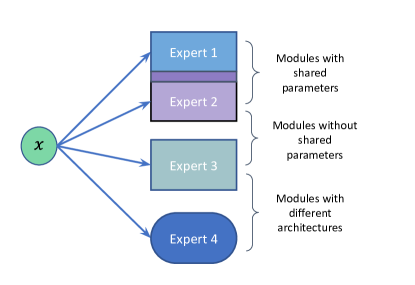 Expert 1
Modules with
shared
parameters
Expert 2
Modules without
shared
parameters
x
Expert 3
Modules with
different
architectures
Expert 4